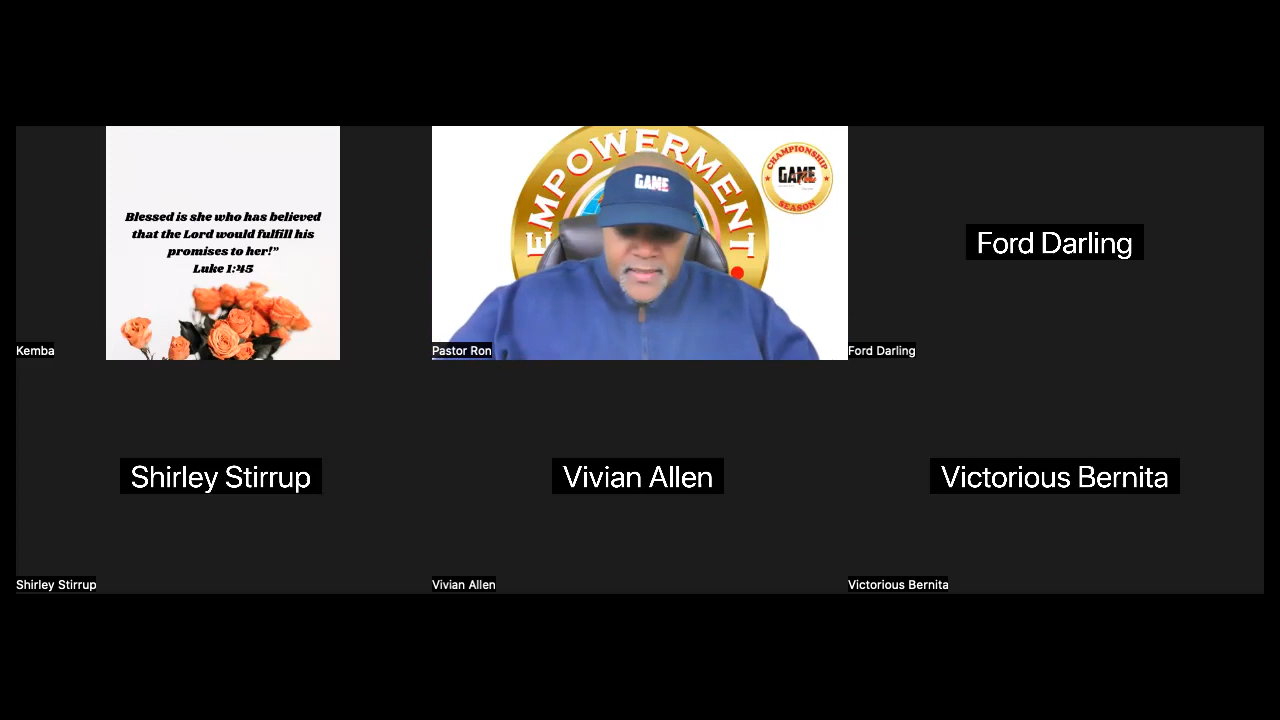 Blessed is she who has believed
that the Lord would fulfill his
promises to her!”
Luke 1:45
Kemba
EMPOWERMENT
GAME
CHAMPIONSHIP
GAME
SEASON
Pastor Ron
Ford Darling
Ford Darling
Shirley Stirrup
Shirley Stirrup
Vivian Allen
Vivian Allen
Victorious Bernita
Victorious Bernita